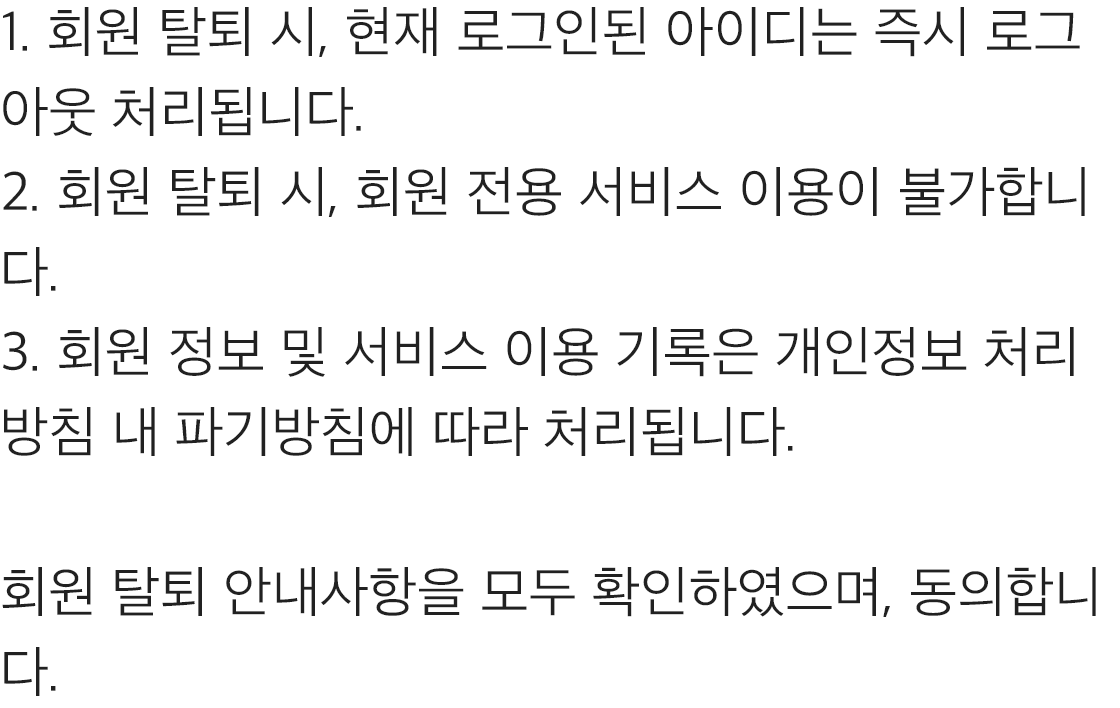 1. 회원 탈퇴 시, 현재 로그인된 아이디는 즉시 로그
아웃 처리됩니다.
2. 회원 탈퇴 시, 회원 전용 서비스 이용이 불가합니
다.
3. 회원 정보 및 서비스 이용 기록은 개인정보 처리
방침 내 파기방침에 따라 처리됩니다.
회원 탈퇴 안내사항을 모두 확인하였으며, 동의합니
다.